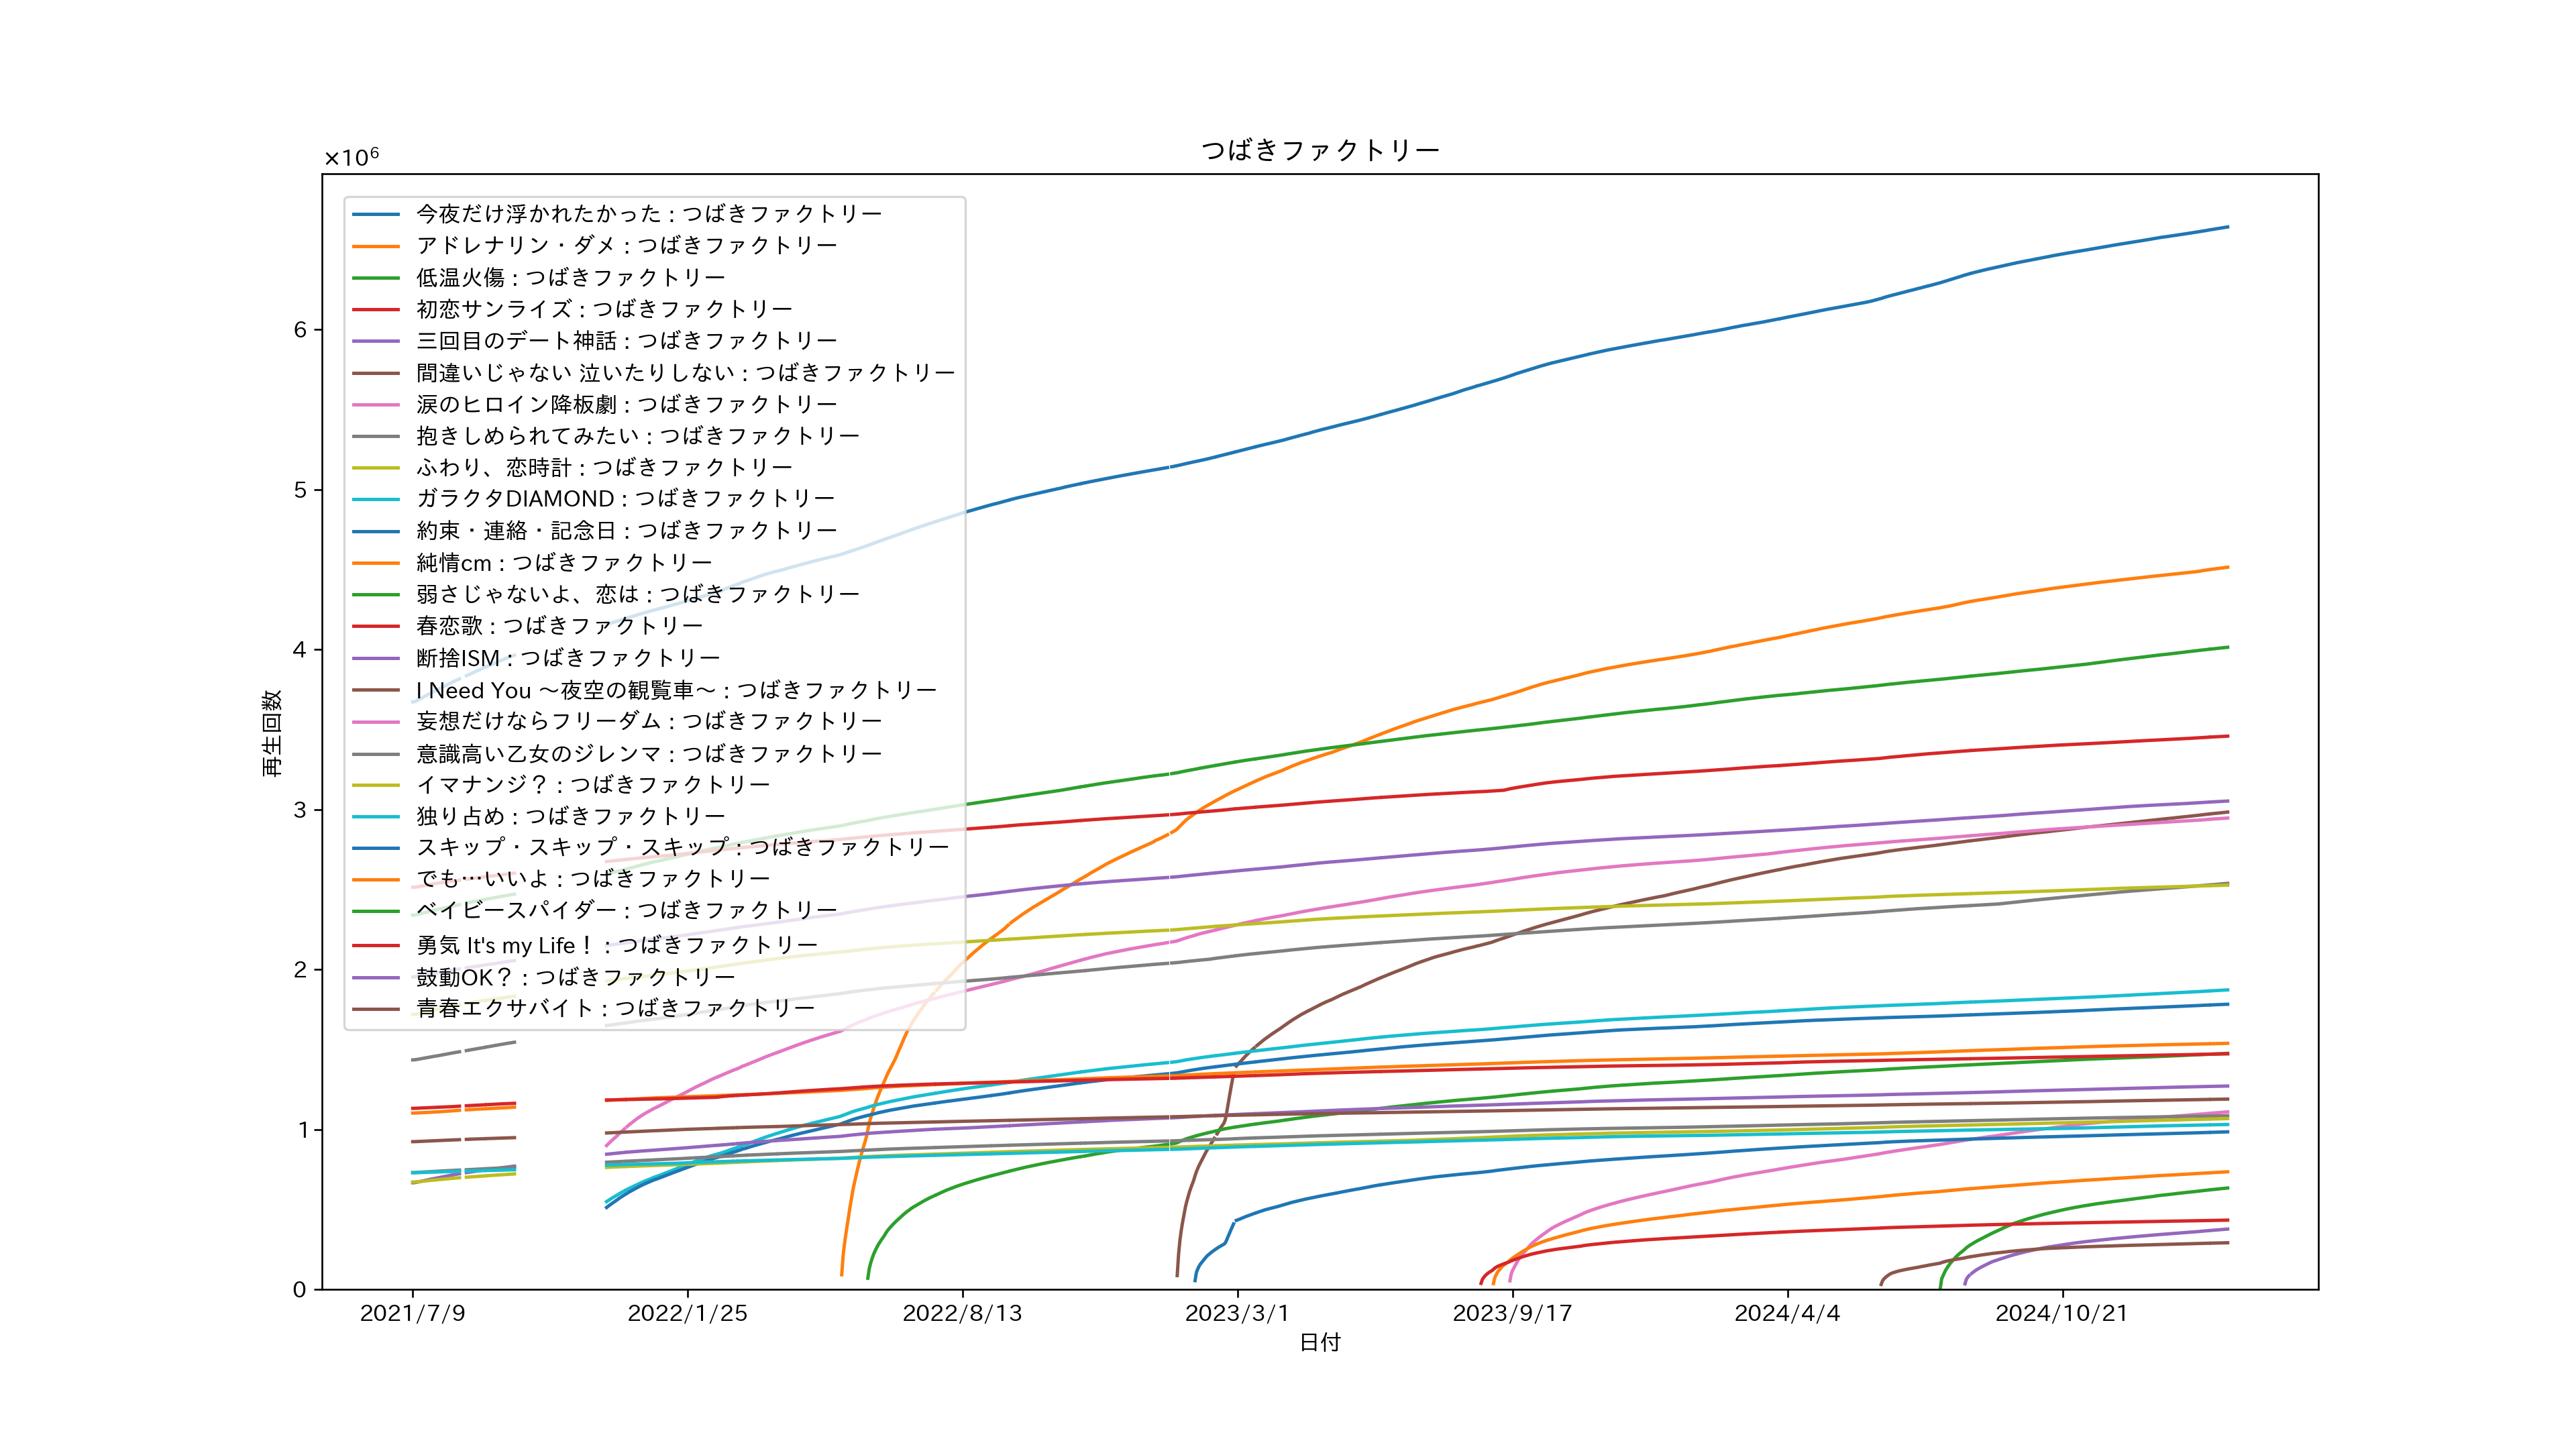 つばきファクトリー
×10⁶
今夜だけ浮かれたかった : つばきファクトリー
アドレナリン・ダメ : つばきファクトリー
低温火傷 : つばきファクトリー
初恋サンライズ : つばきファクトリー
三回目のデート神話 : つばきファクトリー
間違いじゃない 泣いたりしない : つばきファクトリー
涙のヒロイン降板劇 : つばきファクトリー
抱きしめられてみたい : つばきファクトリー
ふわり、恋時計 : つばきファクトリー
ガラクタDIAMOND : つばきファクトリー
約束・連絡・記念日 : つばきファクトリー
純情cm : つばきファクトリー
弱さじゃないよ、恋は : つばきファクトリー
春恋歌 : つばきファクトリー
断捨ISM : つばきファクトリー
I Need You ～夜空の観覧車～ : つばきファクトリー
妄想だけならフリーダム : つばきファクトリー
意識高い乙女のジレンマ : つばきファクトリー
イマナンジ？ : つばきファクトリー
独り占め : つばきファクトリー
スキップ・スキップ・スキップ : つばきファクトリー
でも…いいよ : つばきファクトリー
ベイビースパイダー : つばきファクトリー
勇気 It's my Life！ : つばきファクトリー
鼓動OK？ : つばきファクトリー
青春エクサバイト : つばきファクトリー
再生回数
6
5
4
3
2
1
0
2021/7/9
2022/1/25
2022/8/13
2023/3/1
2023/9/17
2024/4/4
2024/10/21
日付